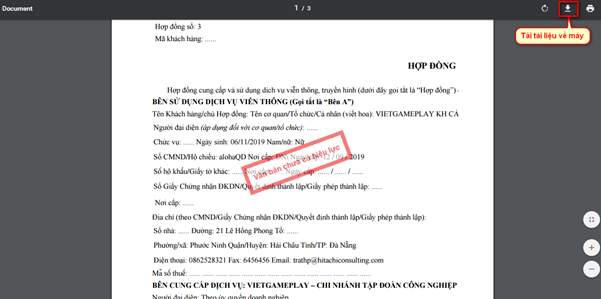 Document
1 / 3
Tải tài liệu về máy
Hợp đồng số: 3
Mã khách hàng: ......
HỢP ĐỒNG
Hợp đồng cung cấp và sử dụng dịch vụ viễn thông, truyền hình (dưới đây gọi tắt là “Hợp đồng”)
BÊN SỬ DỤNG DỊCH VỤ VIỄN THÔNG (Gọi tắt là “Bên A”)
Tên Khách hàng/chủ Hợp đồng: Tên cơ quan/Tổ chức/Cá nhân (viết hoa): VIETGAMEPLAY KH CÁ
Người đại diện (áp dụng đối với cơ quan/tổ chức): ......
Chức vụ: ...... Ngày sinh: 06/11/2019 Nam/nữ: Nữ
Số CMND/Hộ chiếu: alohaQD Nơi cấp: Ngày 12 / 09 / 2019
Văn bản chưa có hiệu lực
Số hộ khẩu/Giấy tờ khác: ...... Ngày cấp: ...... / ...... / ......
Số Giấy Chứng nhận ĐKDN/Quyết định thành lập/Giấy phép thành lập: ......
Nơi cấp: ......
Địa chỉ (theo CMND/Giấy Chứng nhận ĐKDN/Quyết định thành lập/Giấy phép thành lập):
Số nhà: ...... Đường: 21 Lê Hồng Phong Tổ: ......
Phường/xã: Phước Ninh Quận/Huyện: Hải Châu Tỉnh/TP: Đà Nẵng
Điện thoại: 0862528321 Fax: 6456456 Email: trathp@hitachiconsulting.com
Mã số thuế: ...... ...... ...... ...... ...... ...... ...... ...... ...... ......
BÊN CUNG CẤP DỊCH VỤ: VIETGAMEPLAY – CHI NHÁNH TẬP ĐOÀN CÔNG NGHIỆP
Người đại diện: Theo ủy quyền doanh nghiệp